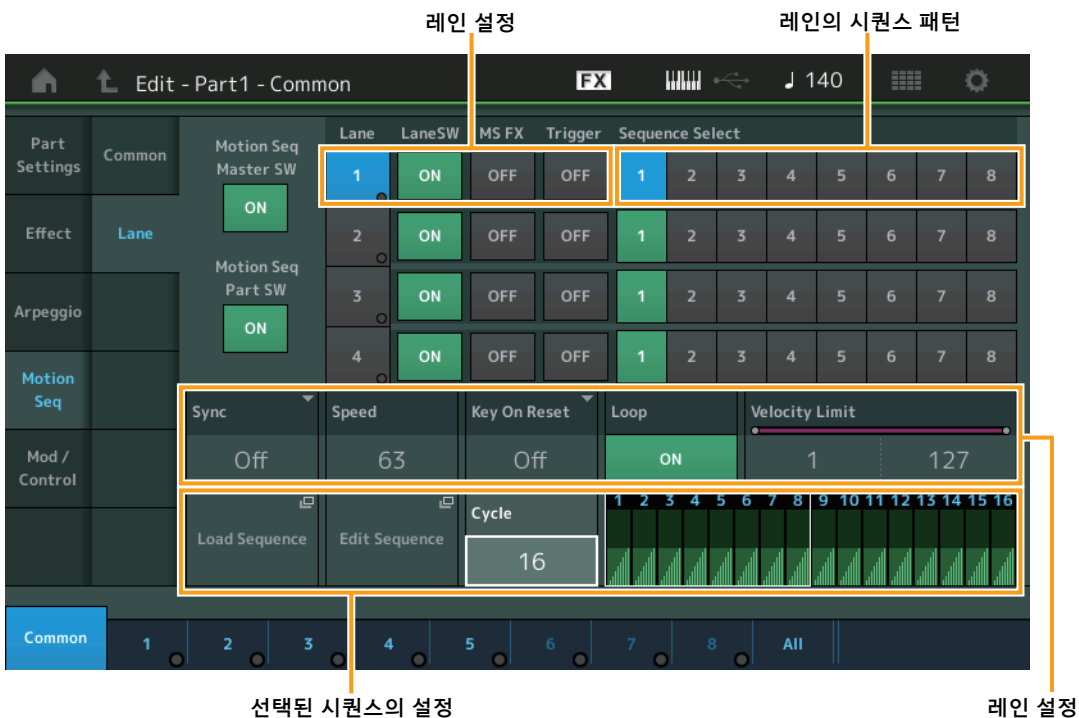 레인 설정
레인의 시퀀스 패턴
Edit - Part1 - Common
FX
♩ 140
Part Settings
Common
Motion Seq Master SW
ON
Lane LaneSW MS FX Trigger Sequence Select
1 ON OFF OFF 1 2 3 4 5 6 7 8
Effect
Lane
2 ON OFF OFF 1 2 3 4 5 6 7 8
Motion Seq Part SW
ON
Arpeggio
3 ON OFF OFF 1 2 3 4 5 6 7 8
4 ON OFF OFF 1 2 3 4 5 6 7 8
Motion Seq
Sync Speed Key On Reset Loop Velocity Limit
Off 63 Off ON 1 127
Mod / Control
Load Sequence
Edit Sequence
Cycle
16
1 2 3 4 5 6 7 8 9 10 11 12 13 14 15 16
Common 1 2 3 4 5 6 7 8 All
선택된 시퀀스의 설정
레인 설정